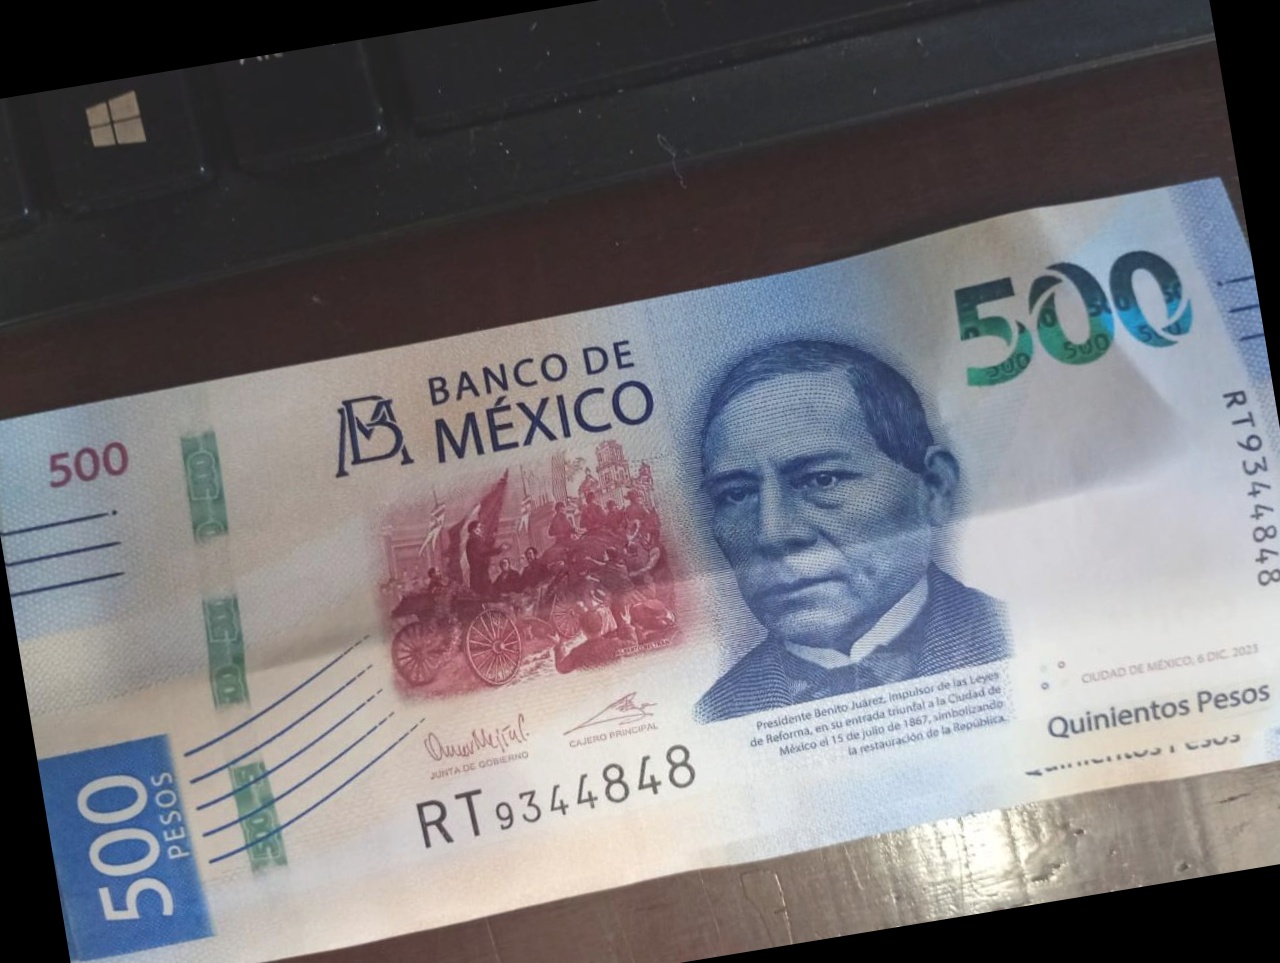 500
BANCO DE
MÉXICO
500
RT9344848
CIUDAD DE MÉXICO, 6 DIC. 2023
Quinientos Pesos
Presidente Benito Juárez, impulsor de las Leyes
de Reforma, en su entrada triunfal a la Ciudad de
México el 15 de julio de 1867, simbolizando
la restauración de la República.
JUNTA DE GOBIERNO
CAJERO PRINCIPAL
RT9344848
500
PESOS